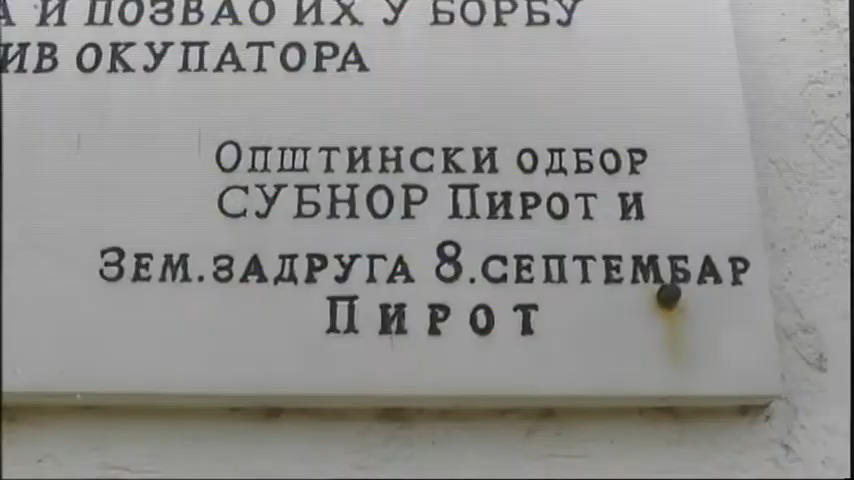 А И ПОЗВАО ИХ У БОРБУ
ИВ ОКУПАТОРА
ОПШТИНСКИ ОДБОР
СУБНОР ПИРОТ И
ЗЕМ. ЗАДРУГА 8. СЕПТЕМБАР
ПИРОТ